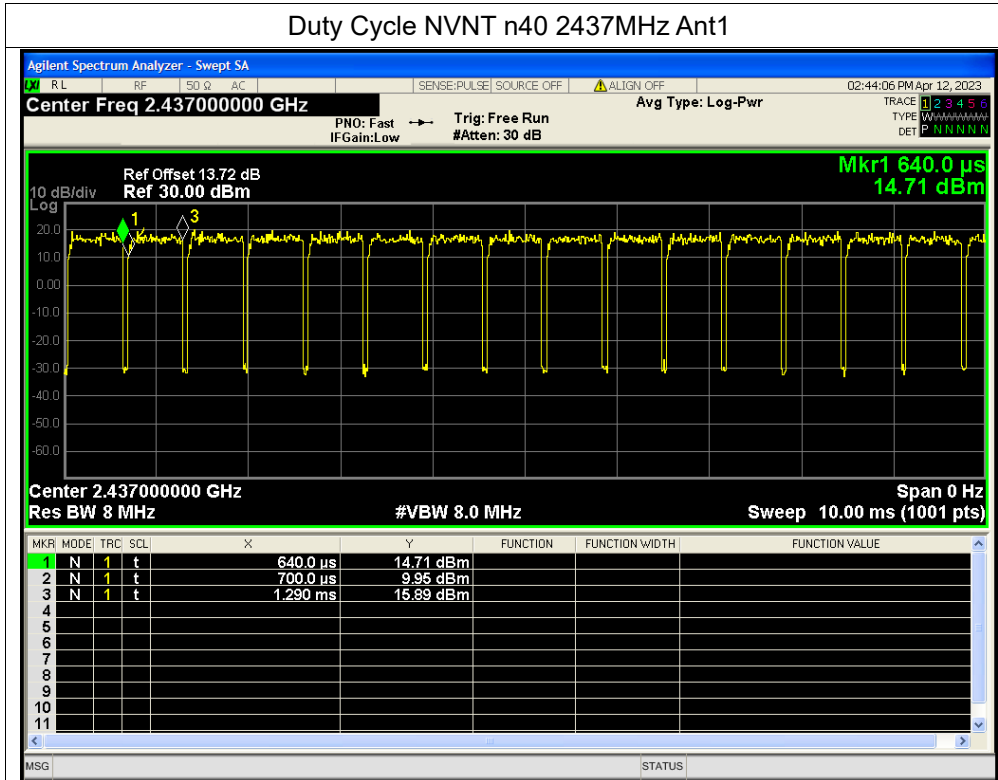 Duty Cycle NVNT n40 2437MHz Ant1
Agilent Spectrum Analyzer - Swept SA
LXI RL RF 50 Ω AC SENSE:PULSE SOURCE OFF ALIGN OFF 02:44:06 PM Apr 12, 2023
Center Freq 2.437000000 GHz Avg Type: Log-Pwr TRACE 1 2 3 4 5 6
PNO: Fast Trig: Free Run TYPE WWWWWW
IFGain:Low #Atten: 30 dB DET P N N N N N
Mkr1 640.0 µs
Ref Offset 13.72 dB
10 dB/div Ref 30.00 dBm 14.71 dBm
Log
1 3
20.0
10.0
0.00
-10.0
-20.0
-30.0
-40.0
-50.0
-60.0
Center 2.437000000 GHz Span 0 Hz
Res BW 8 MHz #VBW 8.0 MHz Sweep 10.00 ms (1001 pts)
MKR MODE TRC SCL X Y FUNCTION FUNCTION WIDTH FUNCTION VALUE
1 N 1 t 640.0 µs 14.71 dBm
2 N 1 t 700.0 µs 9.95 dBm
3 N 1 t 1.290 ms 15.89 dBm
4
5
6
7
8
9
10
11
MSG STATUS